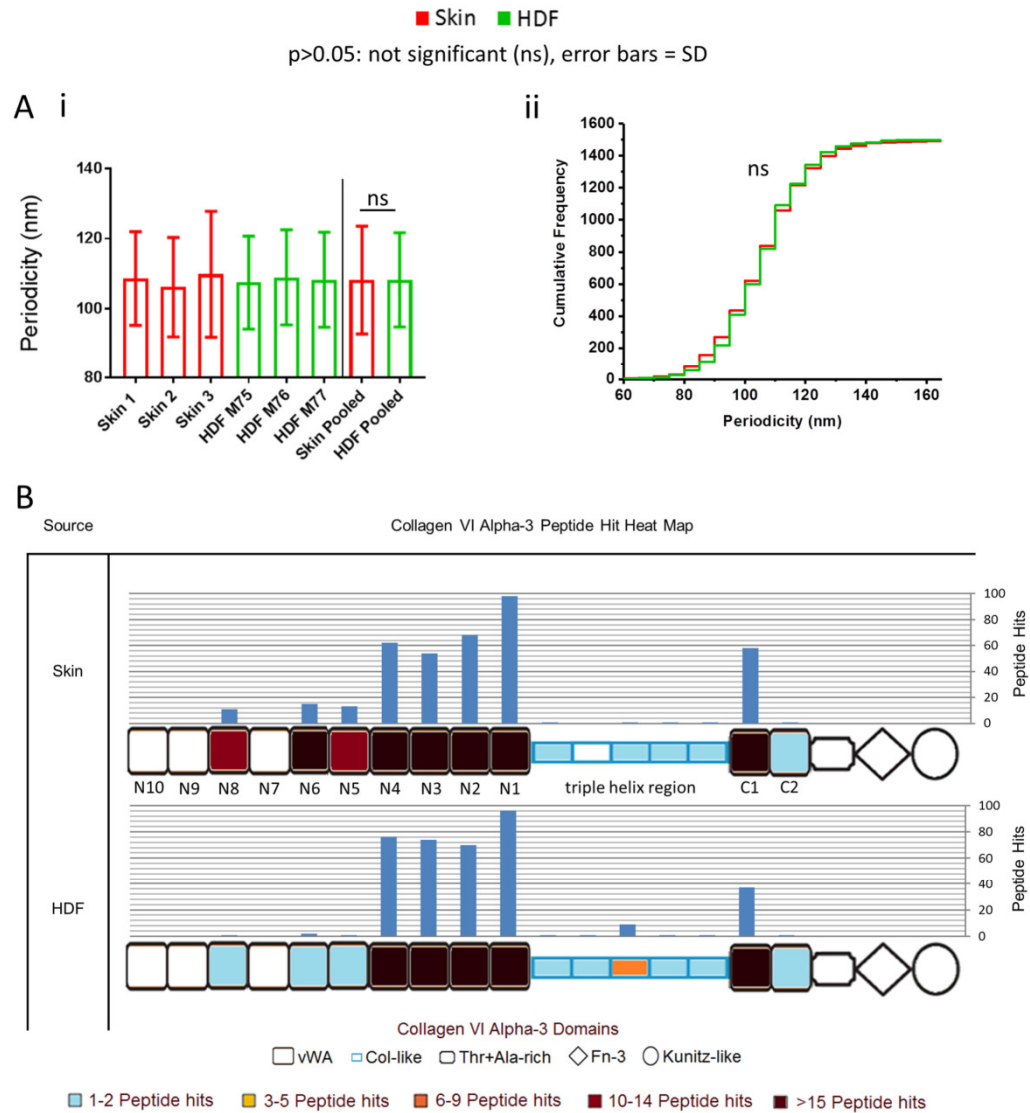 Skin HDF
p>0.05: not significant (ns), error bars = SD
A i
Periodicity (nm)
140
120
100
80
ns
Skin 1
Skin 2
Skin 3
HDF M75
HDF M76
HDF M77
Skin Pooled
HDF Pooled
ii
Cumulative Frequency
1600
1400
1200
1000
800
600
400
200
0
ns
60 80 100 120 140 160
Periodicity (nm)
B
Source
Collagen VI Alpha-3 Peptide Hit Heat Map
Skin
100
80
60
40
20
0
Peptide Hits
N10 N9 N8 N7 N6 N5 N4 N3 N2 N1 triple helix region C1 C2
HDF
100
80
60
40
20
0
Peptide Hits
Collagen VI Alpha-3 Domains
vWA Col-like Thr+Ala-rich Fn-3 Kunitz-like
1-2 Peptide hits 3-5 Peptide hits 6-9 Peptide hits 10-14 Peptide hits >15 Peptide hits